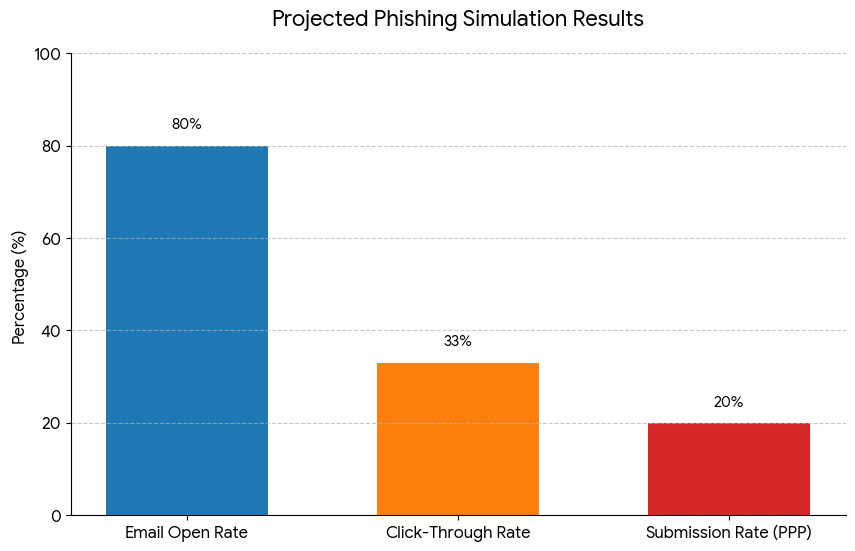 Projected Phishing Simulation Results
Percentage (%)
100
80
60
40
20
0
80%
33%
20%
Email Open Rate
Click-Through Rate
Submission Rate (PPP)